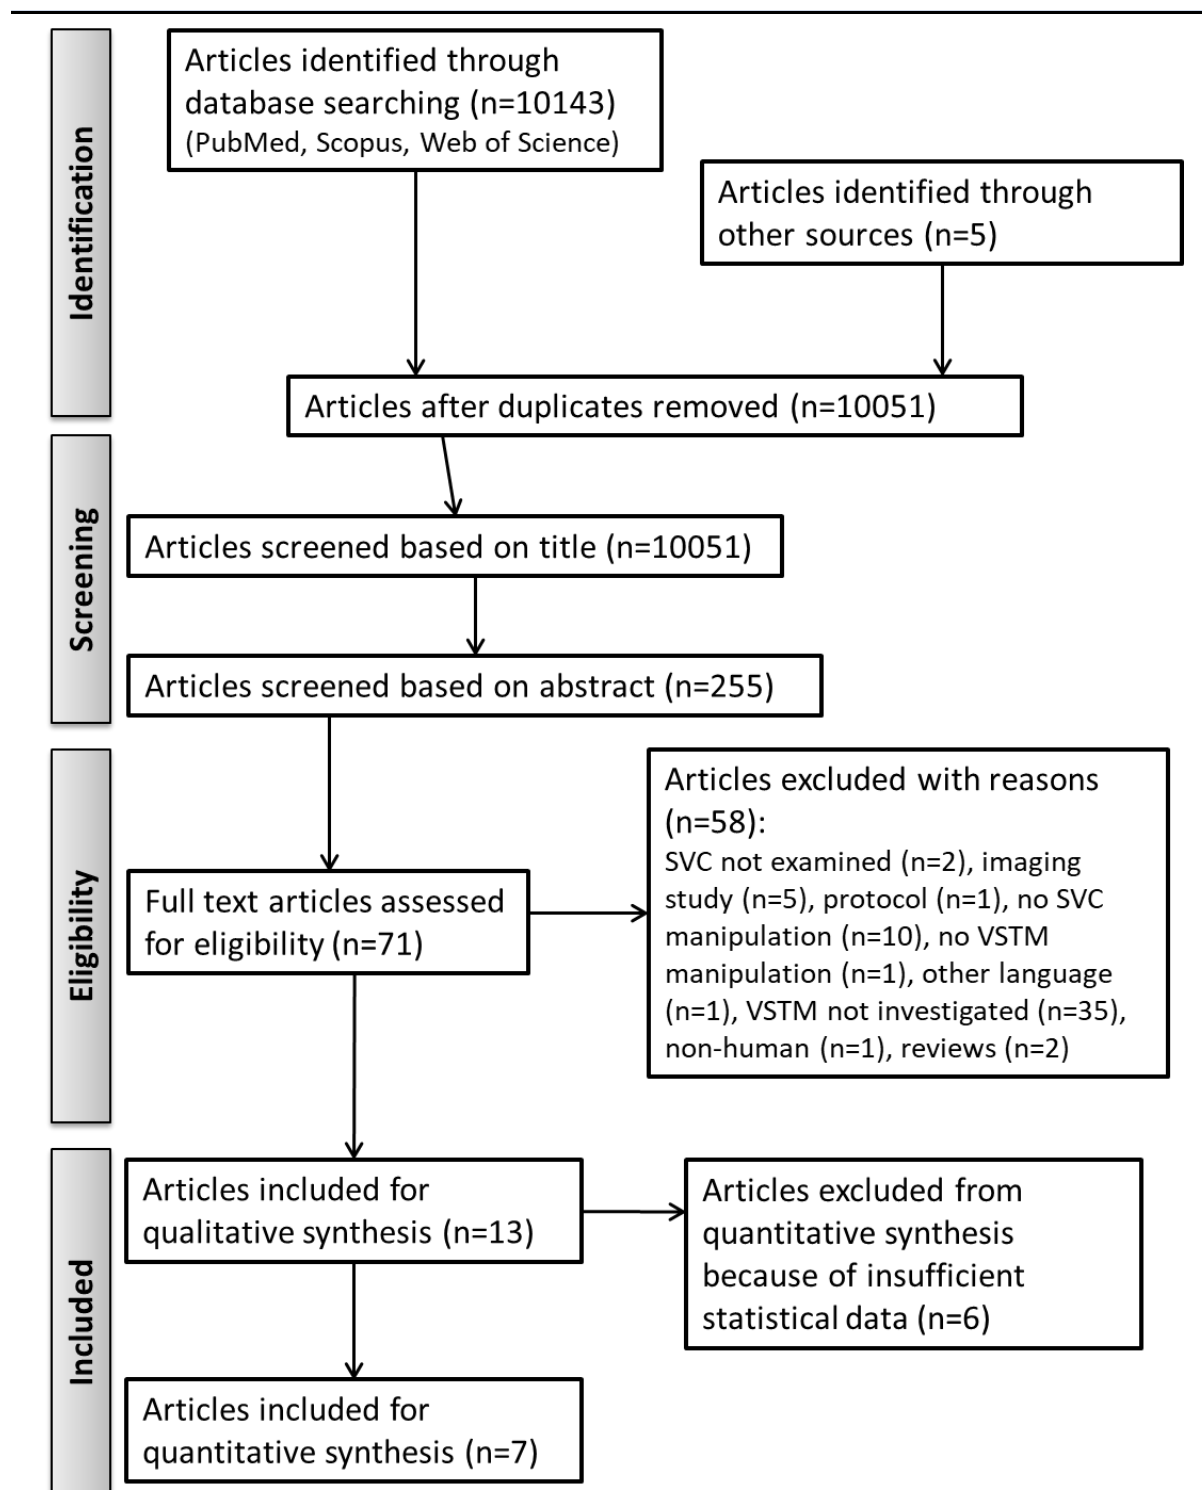 Identification
Articles identified through
database searching (n=10143)
(PubMed, Scopus, Web of Science)
Articles identified through
other sources (n=5)
Articles after duplicates removed (n=10051)
Screening
Articles screened based on title (n=10051)
Articles screened based on abstract (n=255)
Eligibility
Full text articles assessed
for eligibility (n=71)
Articles excluded with reasons
(n=58):
SVC not examined (n=2), imaging
study (n=5), protocol (n=1), no SVC
manipulation (n=10), no VSTM
manipulation (n=1), other language
(n=1), VSTM not investigated (n=35),
non-human (n=1), reviews (n=2)
Included
Articles included for
qualitative synthesis (n=13)
Articles excluded from
quantitative synthesis
because of insufficient
statistical data (n=6)
Articles included for
quantitative synthesis (n=7)